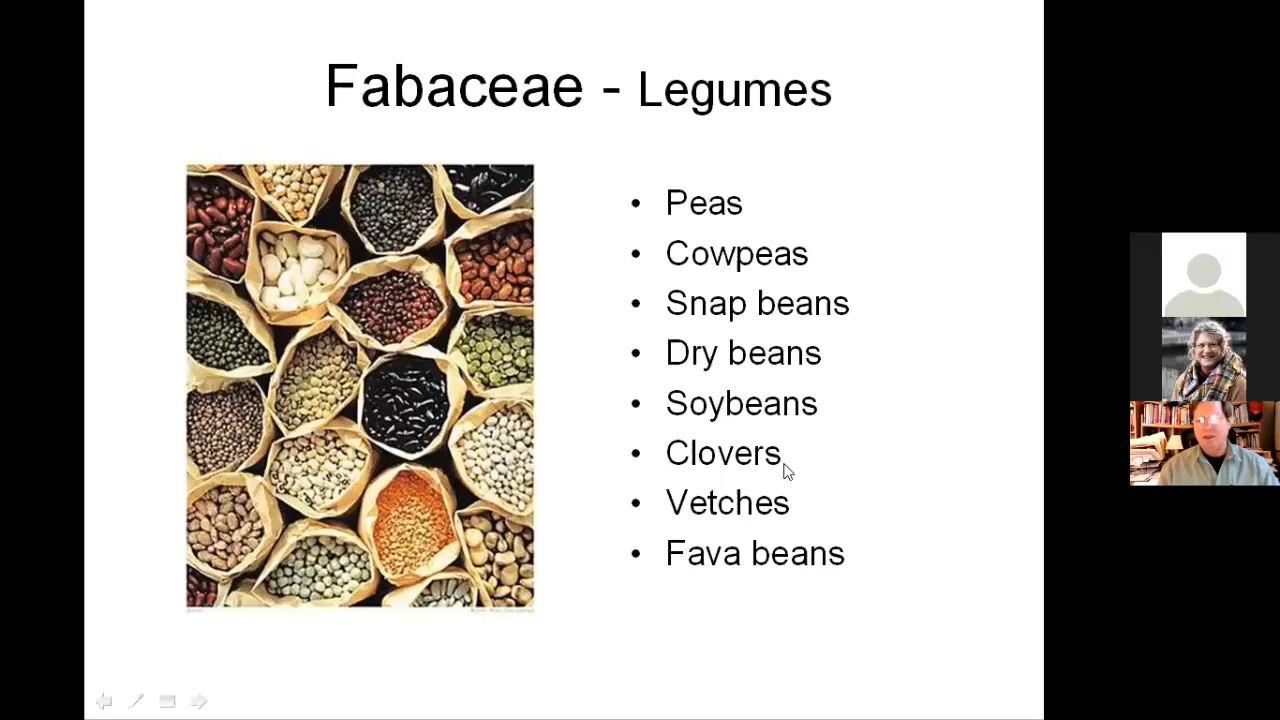 Fabaceae - Legumes
• Peas
• Cowpeas
• Snap beans
• Dry beans
• Soybeans
• Clovers
• Vetches
• Fava beans